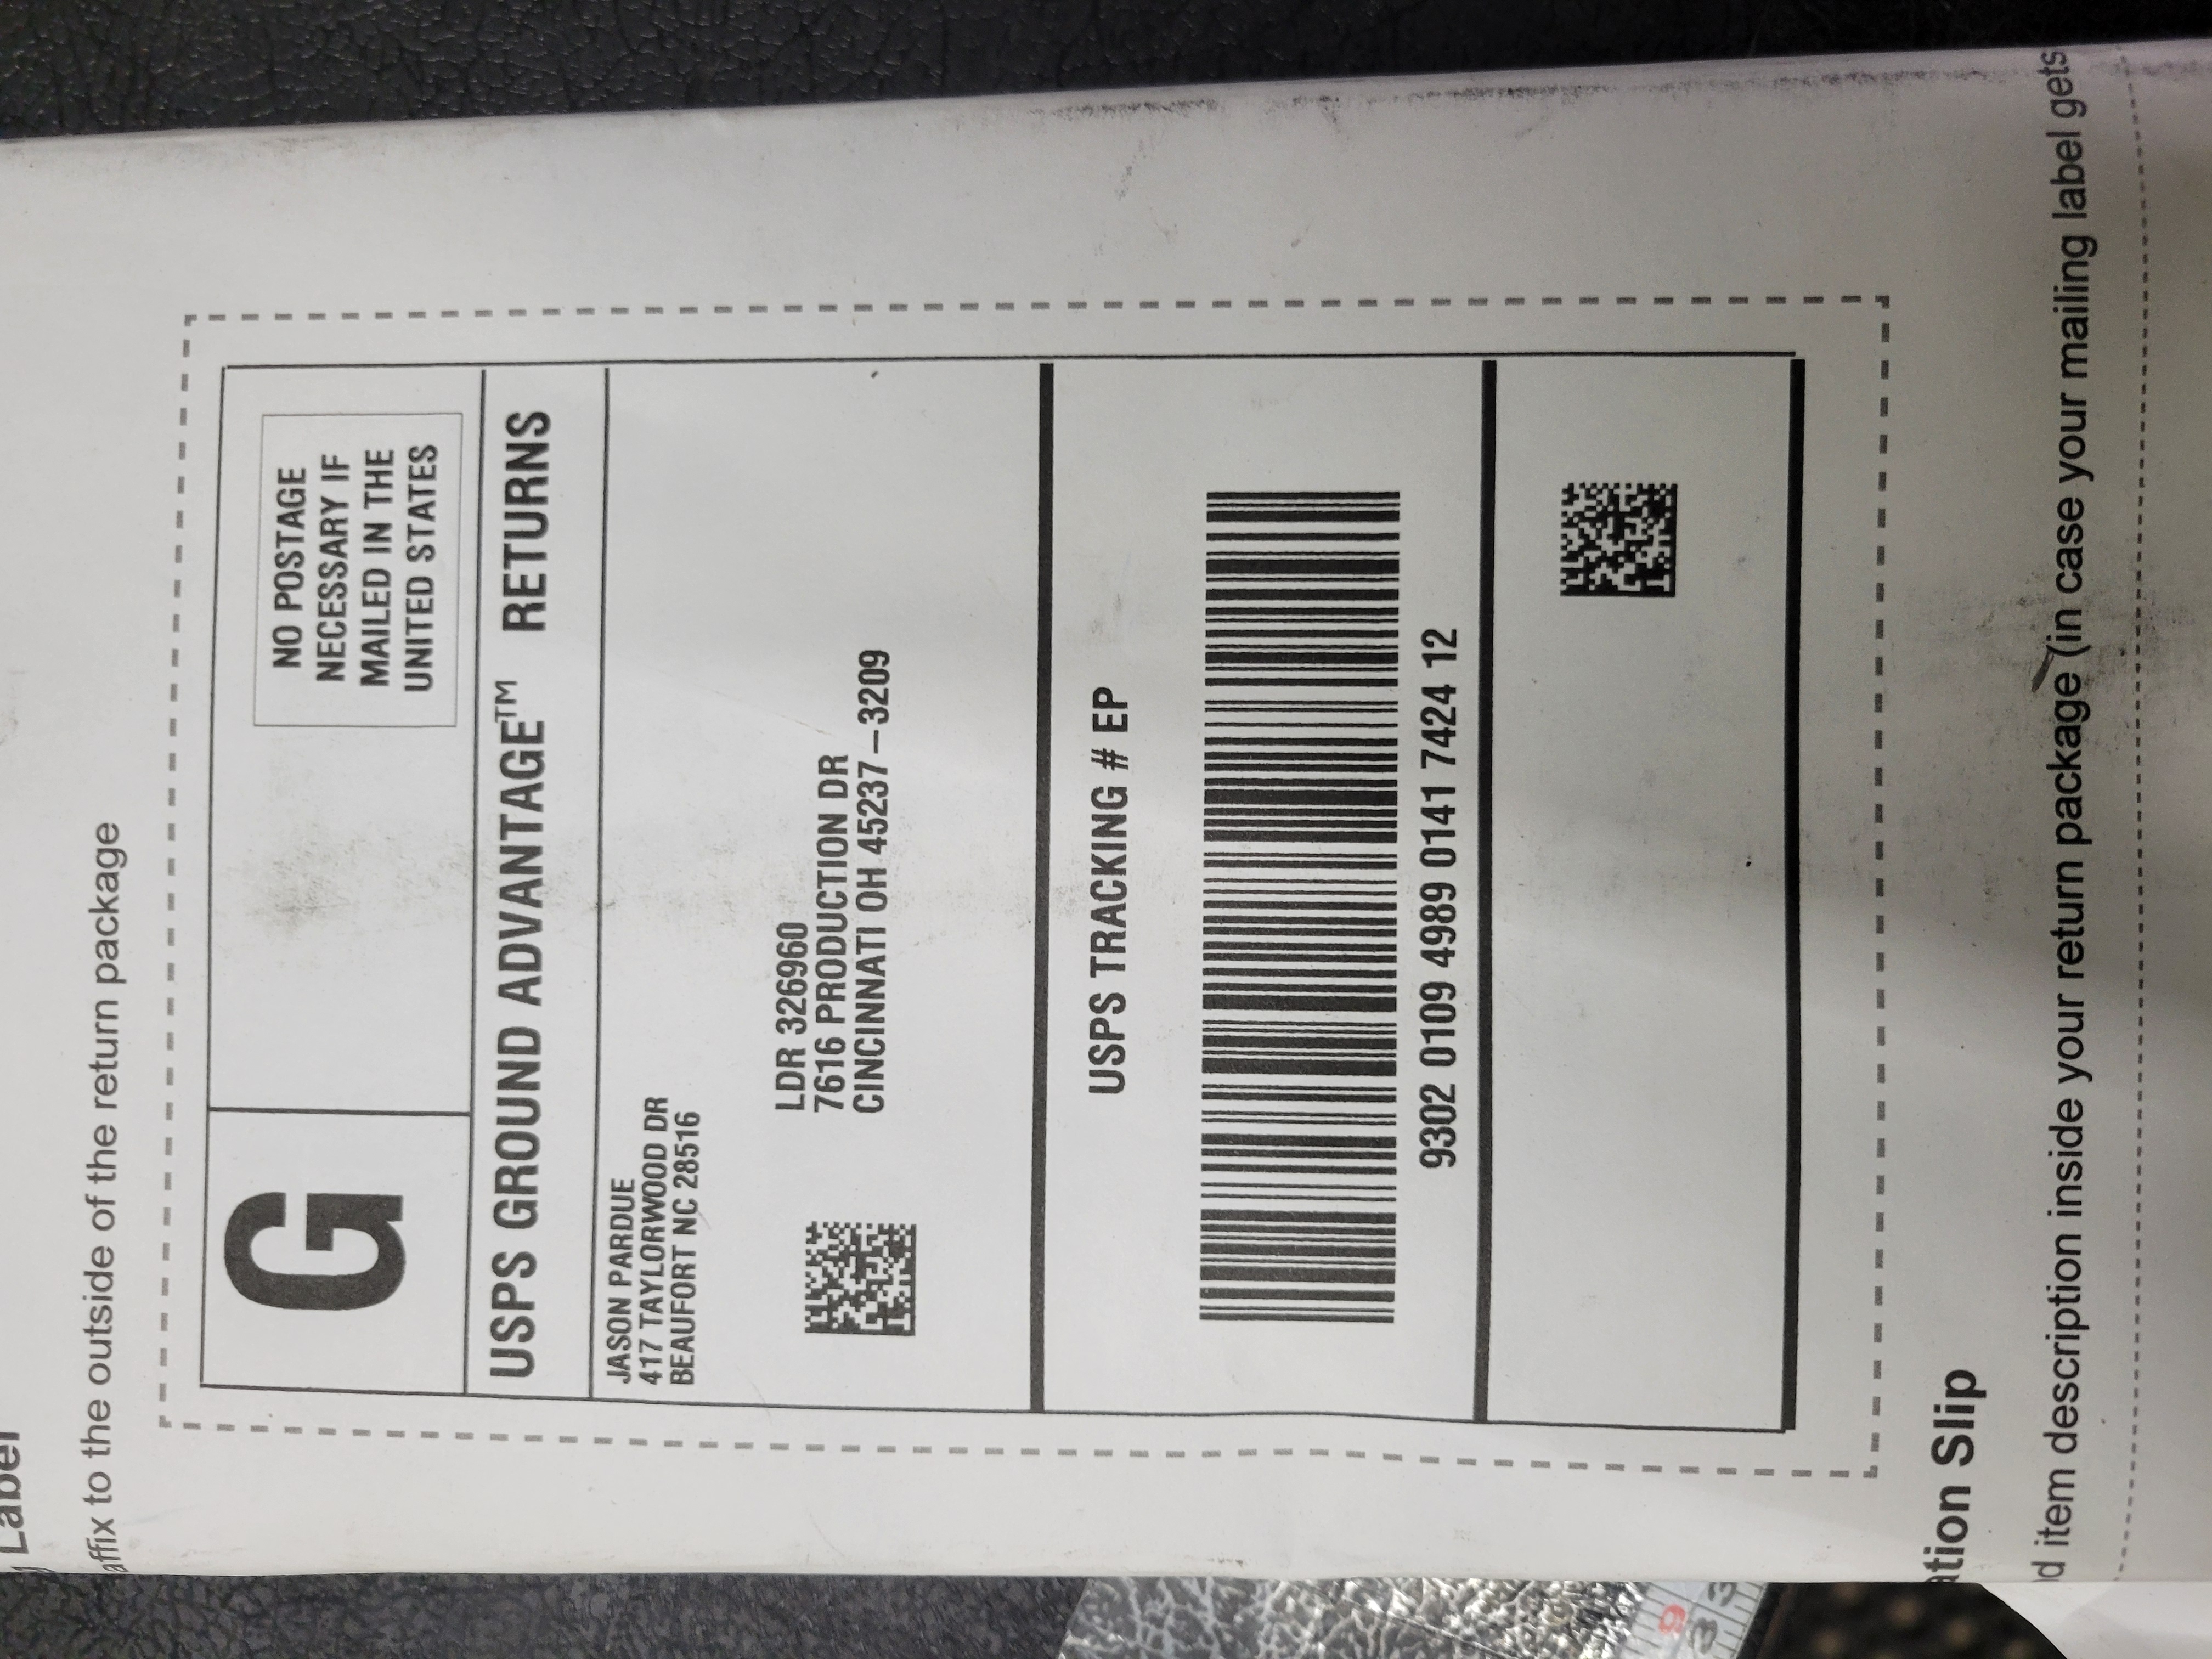 Label
affix to the outside of the return package
G
NO POSTAGE
NECESSARY IF
MAILED IN THE
UNITED STATES
USPS GROUND ADVANTAGE™ RETURNS
JASON PARDUE
417 TAYLORWOOD DR
BEAUFORT NC 28516
LDR 326960
7616 PRODUCTION DR
CINCINNATI OH 45237-3209
USPS TRACKING # EP
9302 0109 4989 0141 7424 12
ation Slip
item description inside your return package (in case your mailing label gets
9
3 3